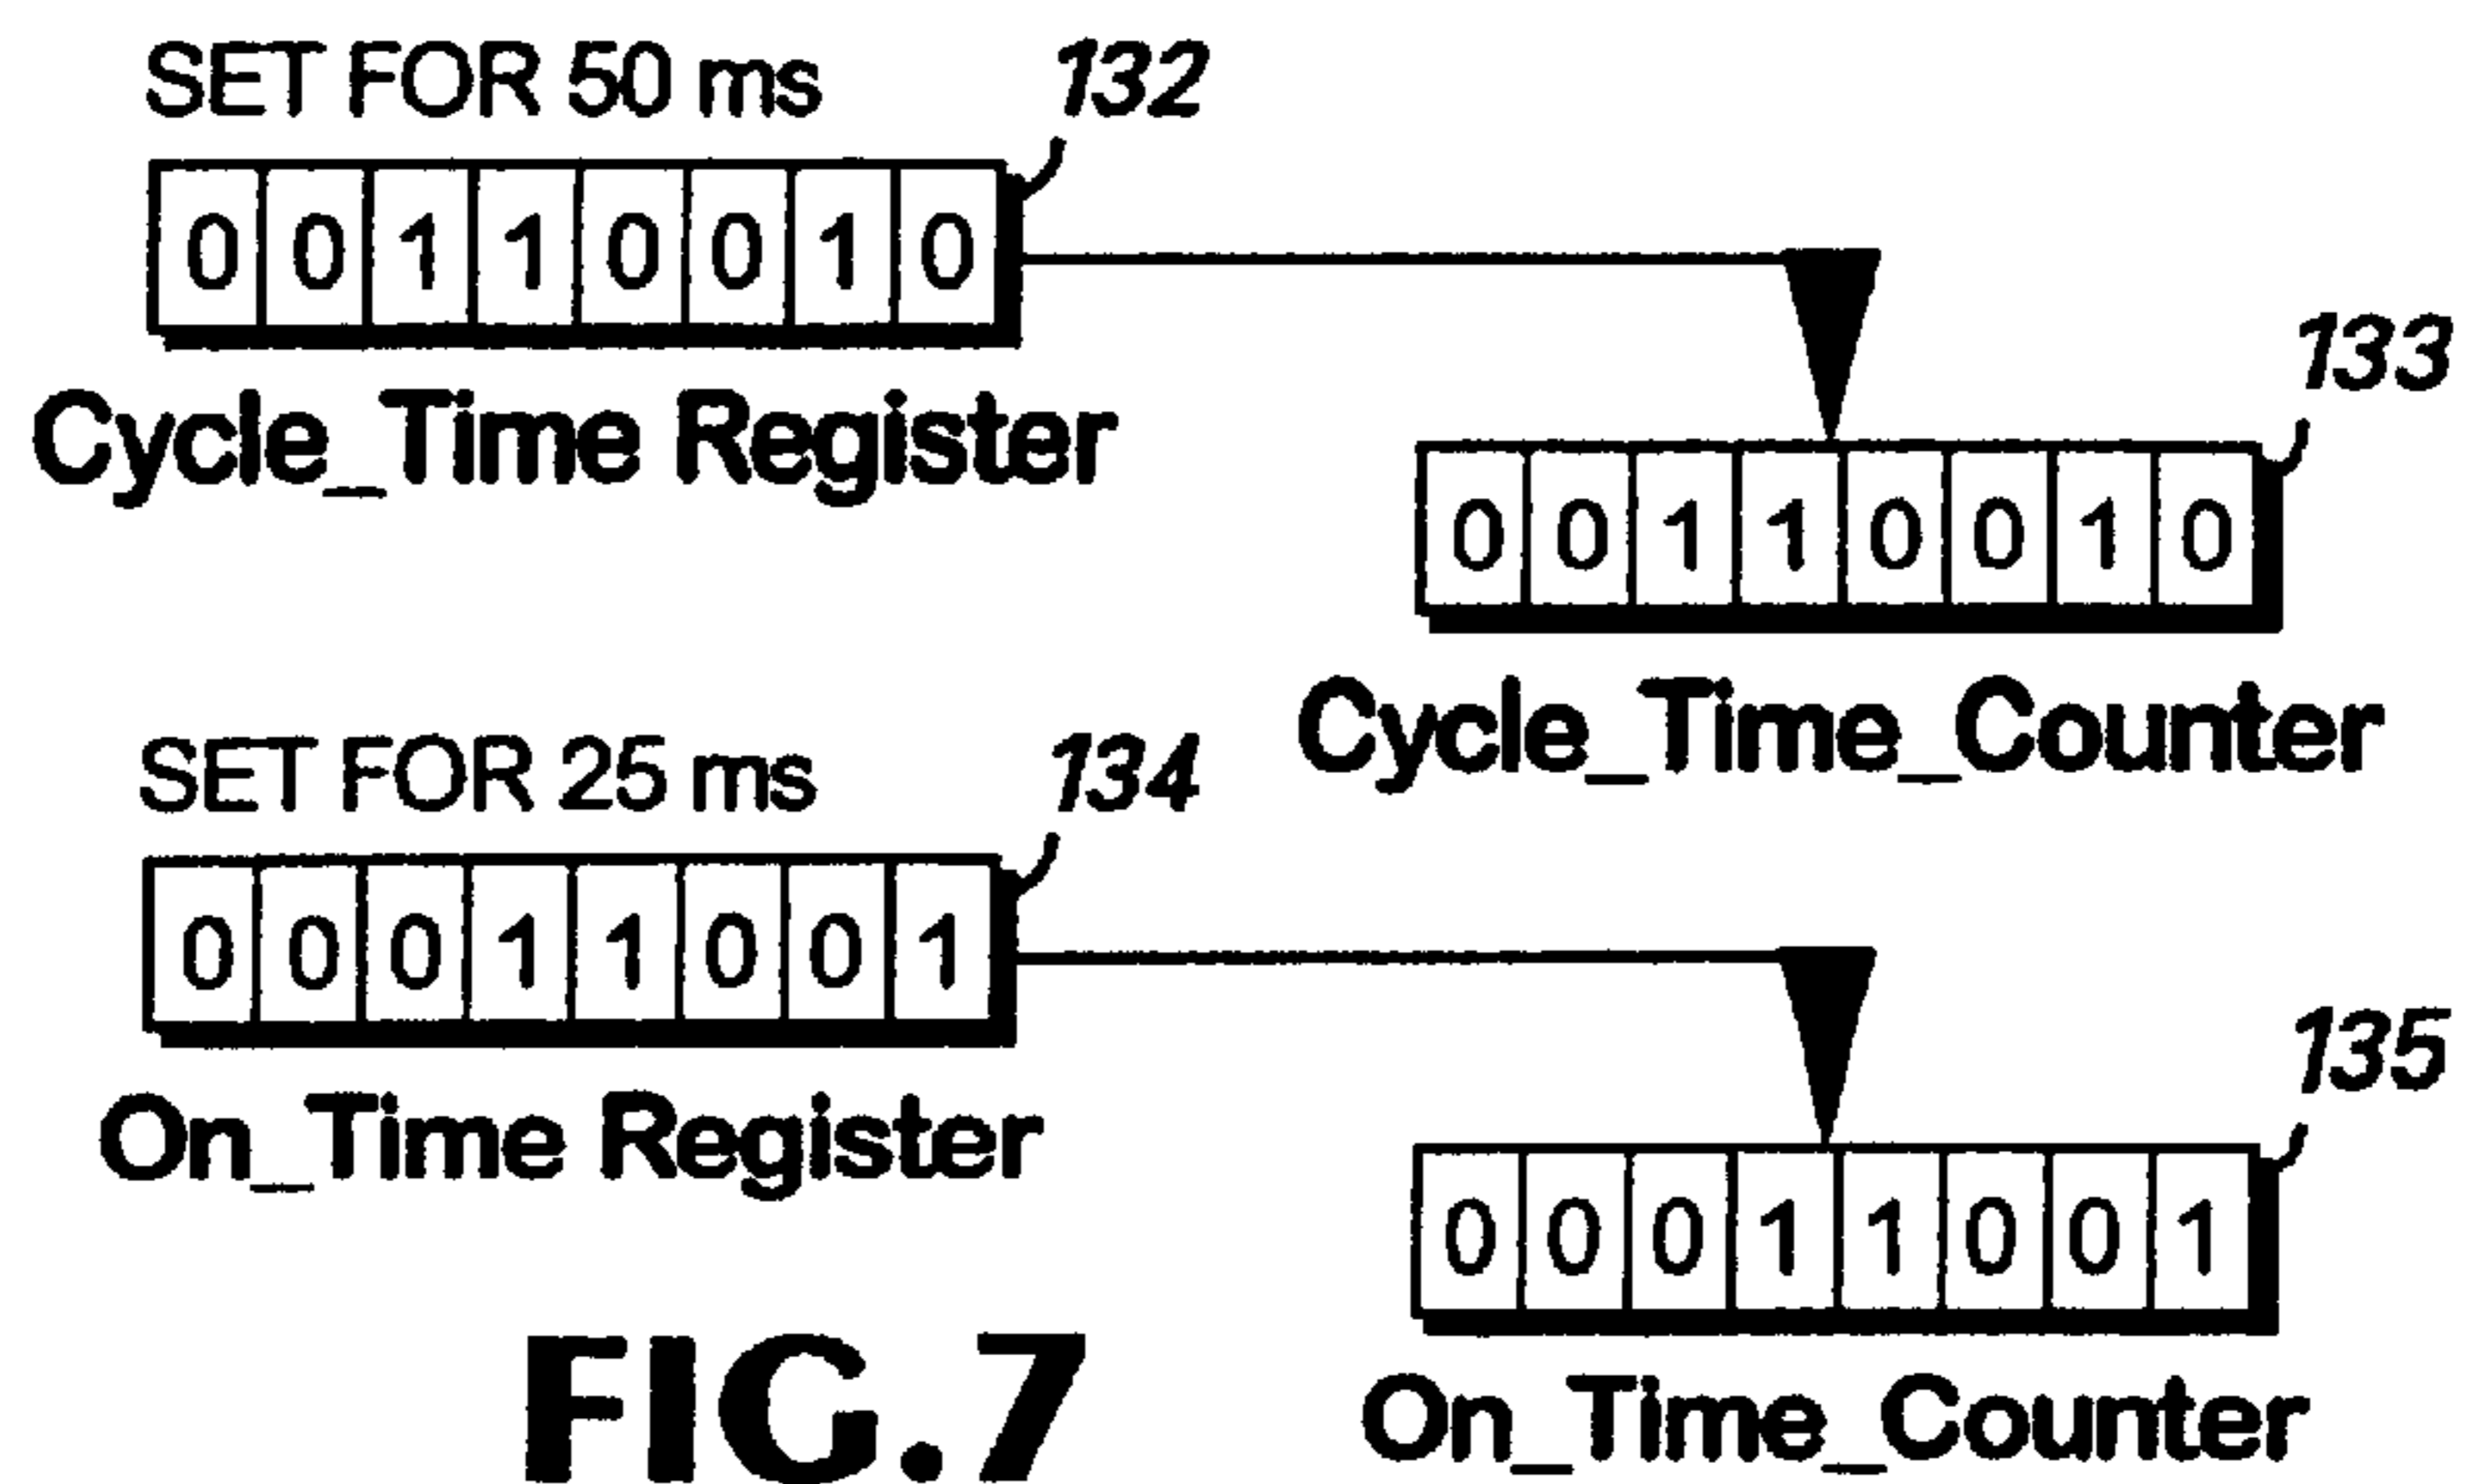 SET FOR 50 ms 132
0 0 1 1 0 0 1 0
Cycle_Time Register
133
0 0 1 1 0 0 1 0
Cycle_Time_Counter
SET FOR 25 ms 134
0 0 0 1 1 0 0 1
On_Time Register
135
0 0 0 1 1 0 0 1
On_Time_Counter
FIG.7